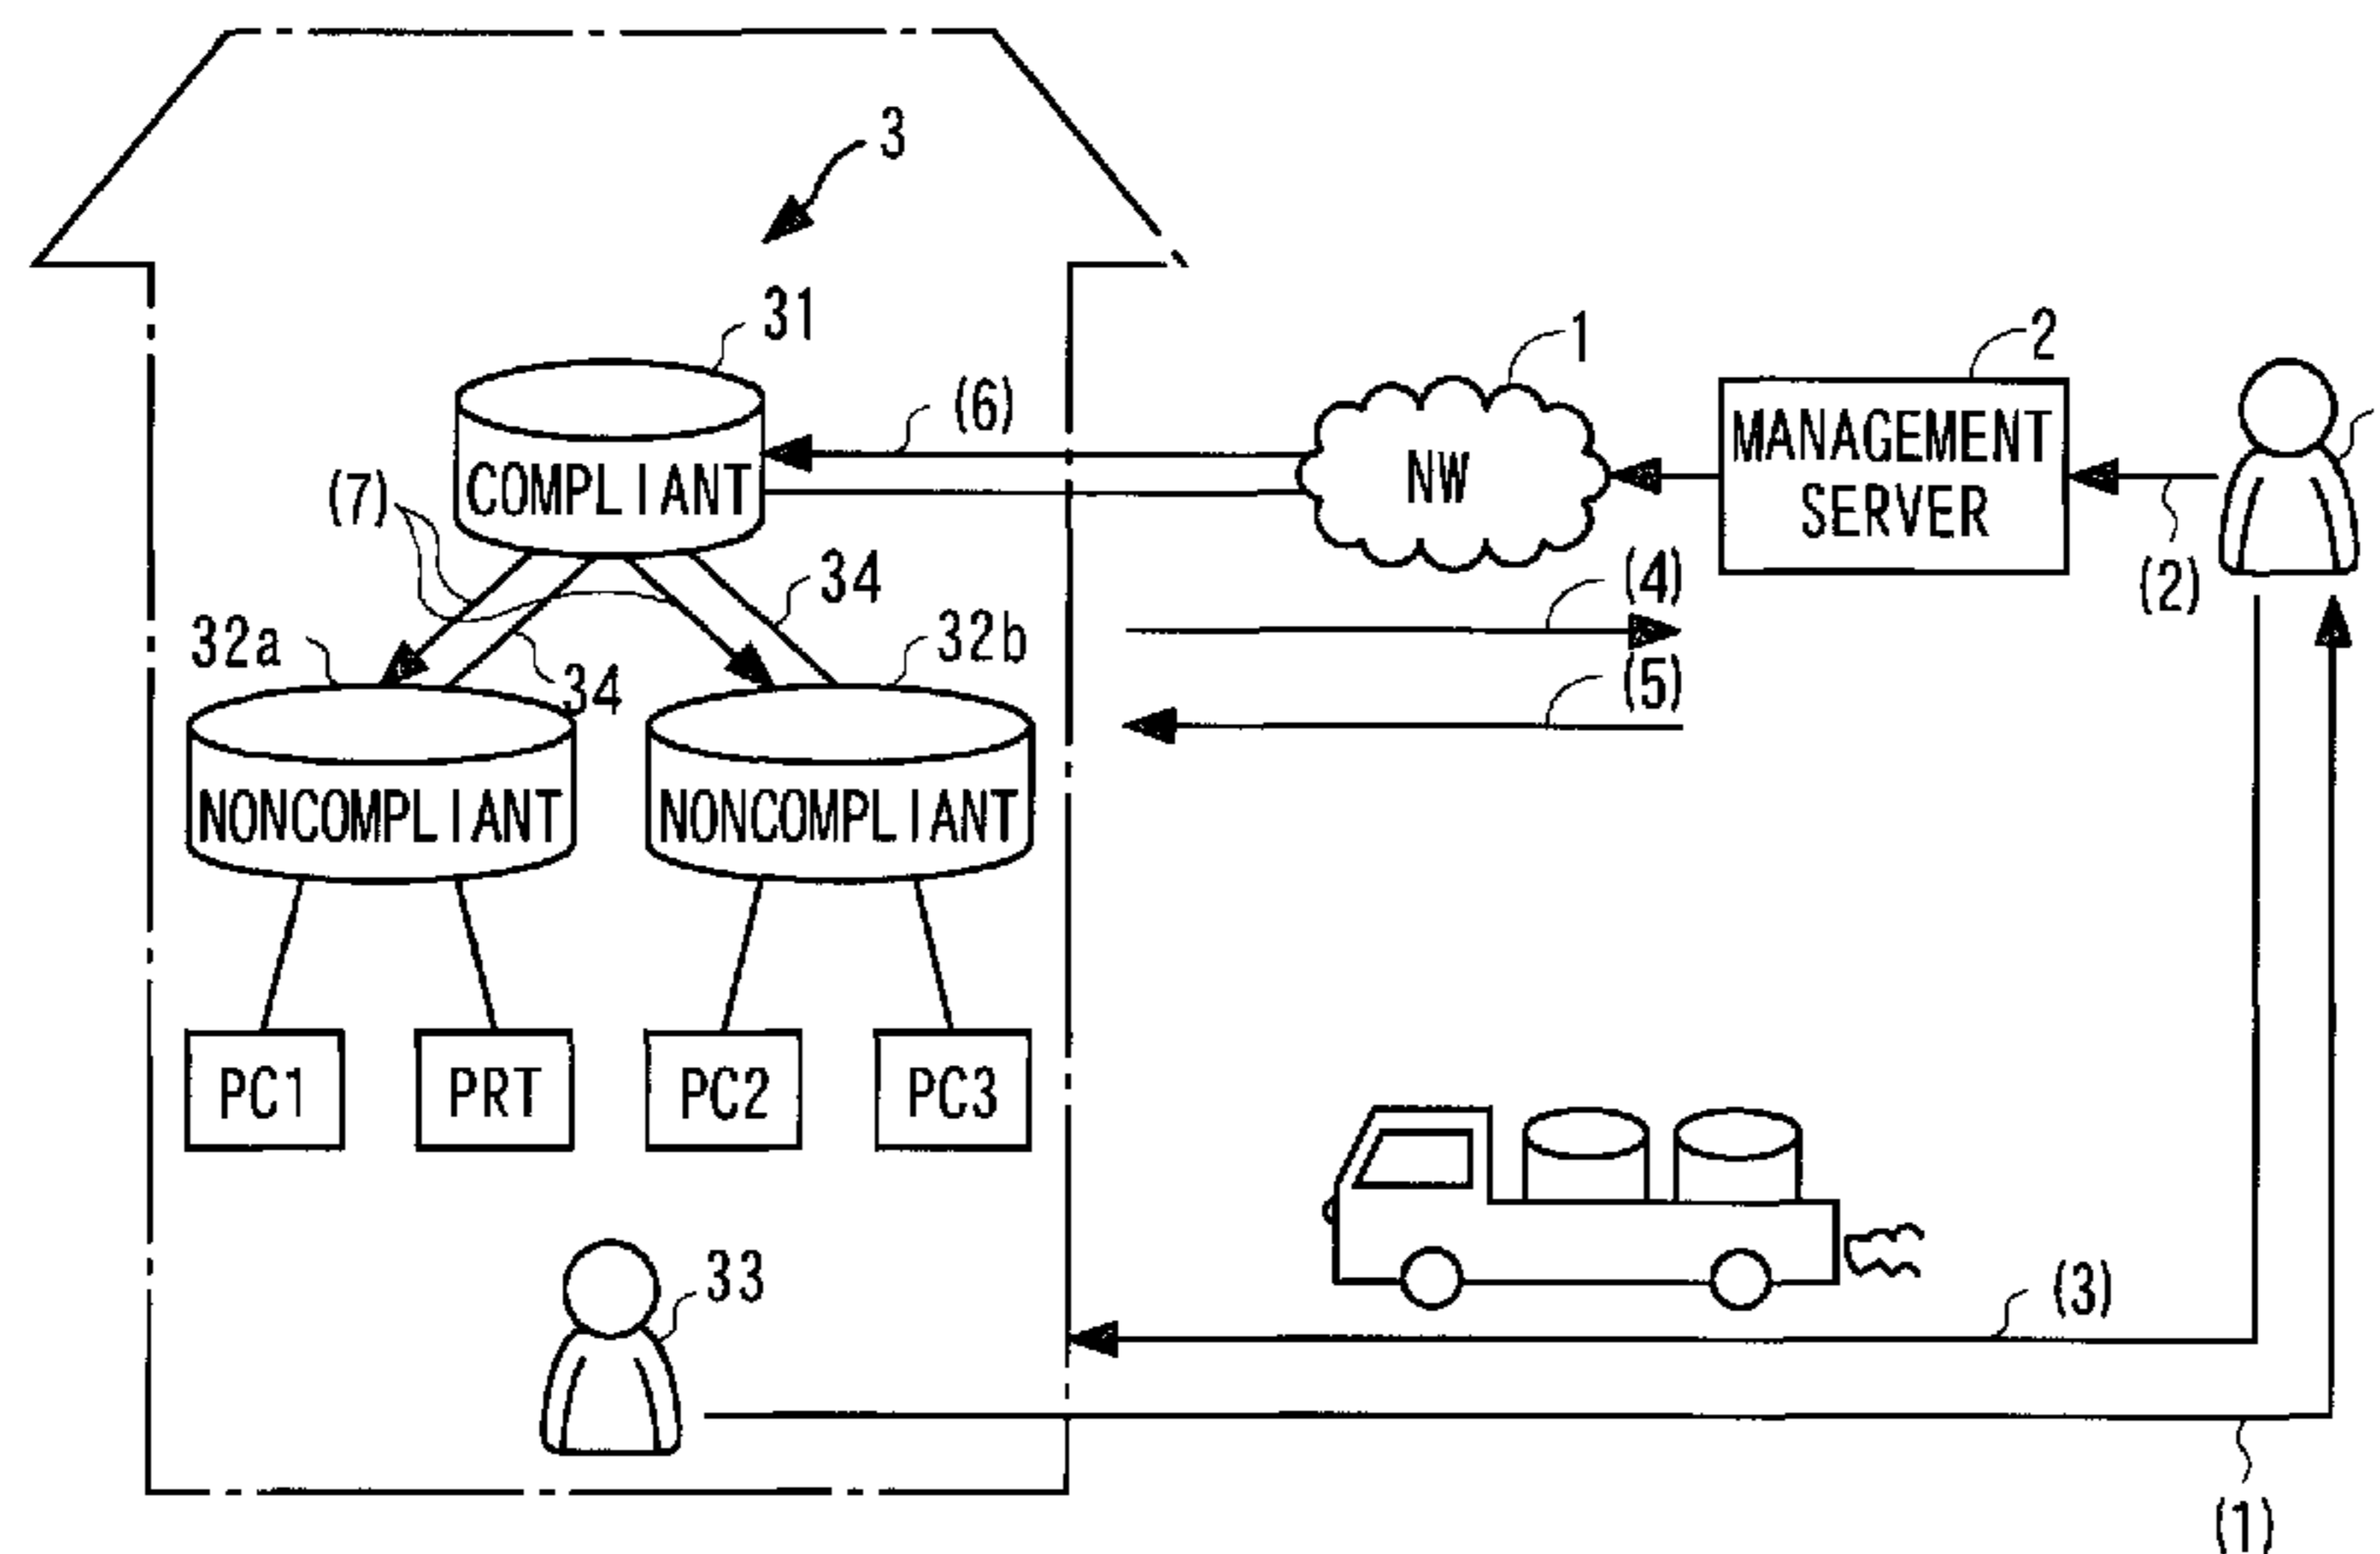 3
31
(6)
1
2
COMPLIANT
NW
MANAGEMENT
SERVER
(7)
34
(4)
(2)
32a
34
32b
(5)
NONCOMPLIANT
NONCOMPLIANT
PC1
PRT
PC2
PC3
33
(3)
(1)